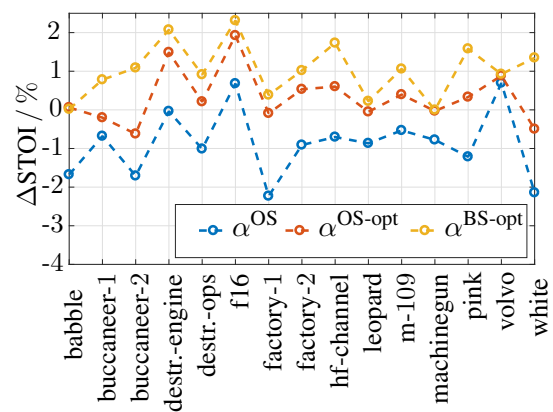 ΔSTOI / %
2
1
0
-1
-2
-3
-4
α^OS α^OS-opt α^BS-opt
babble
buccaneer-1
buccaneer-2
destr.-engine
destr.-ops
f16
factory-1
factory-2
hf-channel
leopard
m-109
machinegun
pink
volvo
white